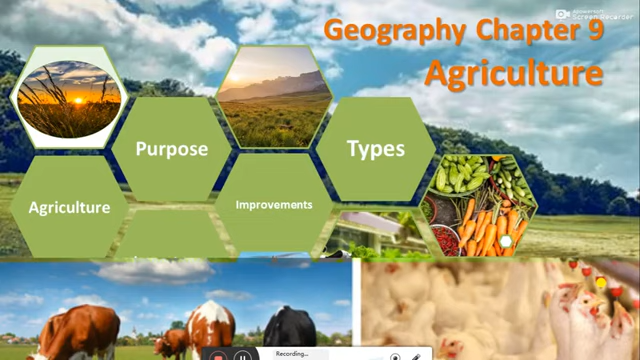 Geography Chapter 9
Agriculture
Screen Recorder
Purpose
Types
Agriculture
Improvements
Recording...